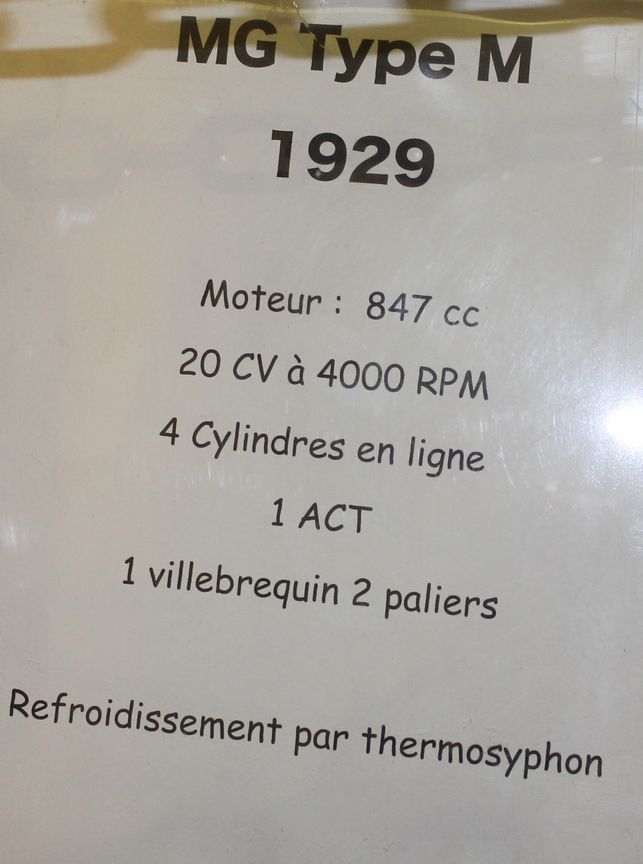 MG Type M
1929
Moteur : 847 cc
20 CV à 4000 RPM
4 Cylindres en ligne
1 ACT
1 villebrequin 2 paliers
Refroidissement par thermosyphon